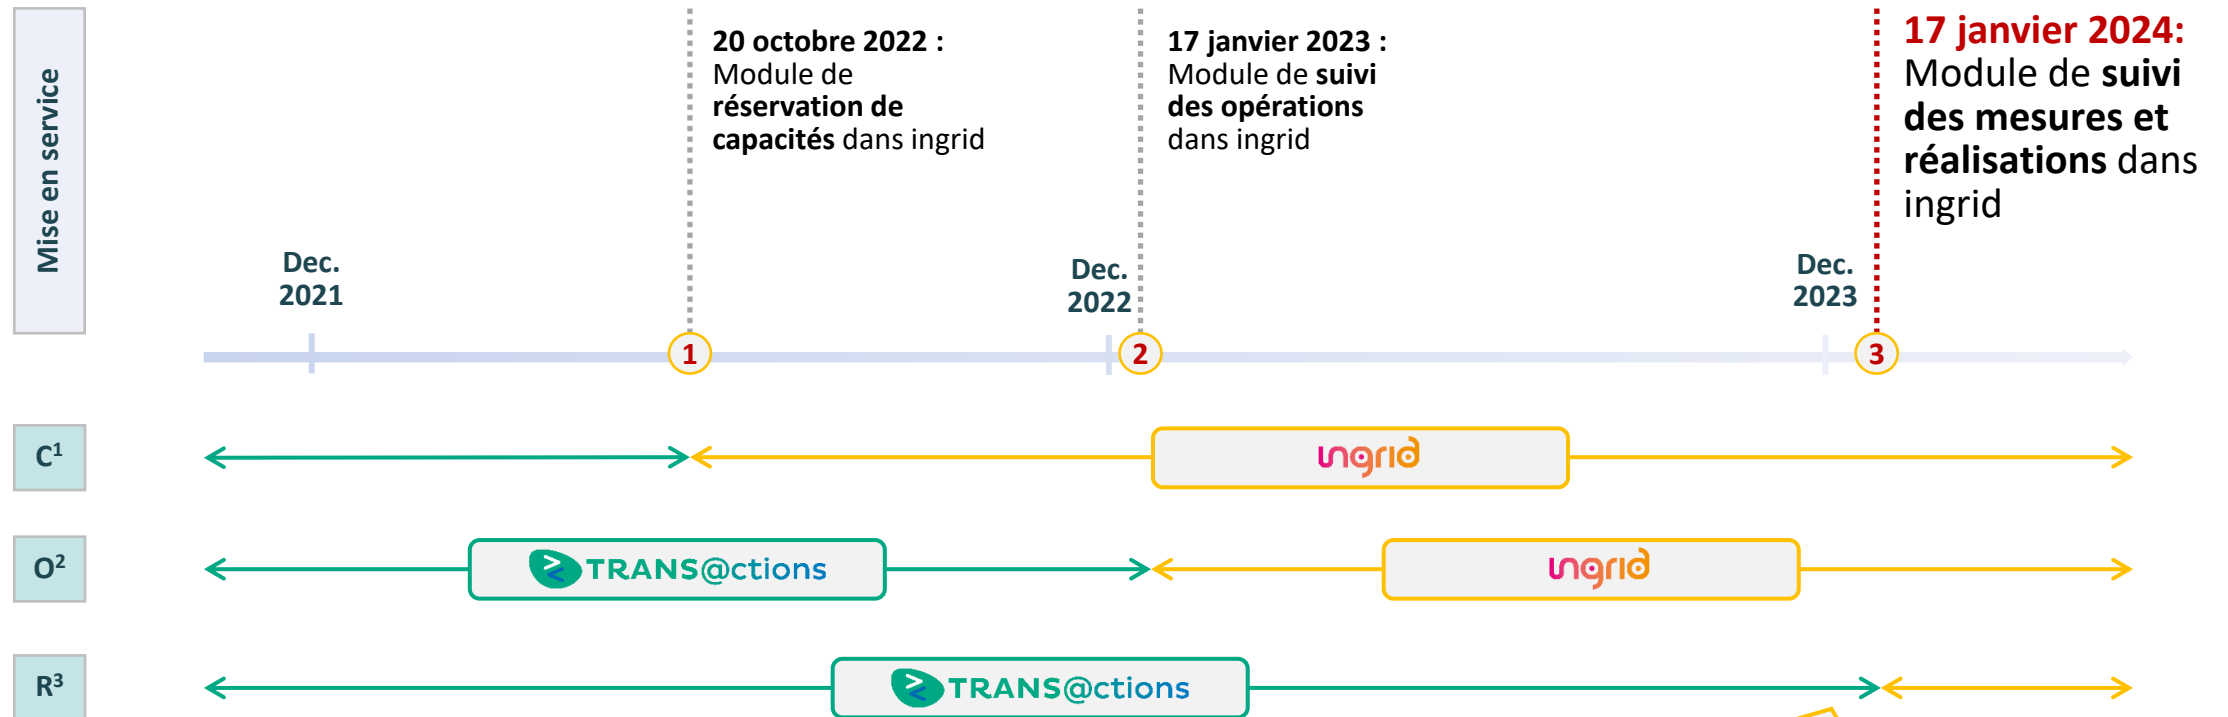 Mise en service
20 octobre 2022 :
Module de
réservation de
capacités dans ingrid
17 janvier 2023 :
Module de suivi
des opérations
dans ingrid
17 janvier 2024:
Module de suivi
des mesures et
réalisations dans
ingrid
Dec.
2021
Dec.
2022
Dec.
2023
1
2
3
C¹
ingrid
O²
TRANS@ctions
ingrid
R³
TRANS@ctions